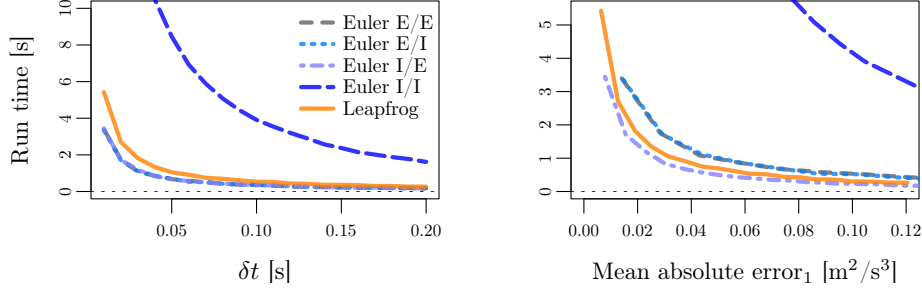 Run time [s]
10
8
6
4
2
0
0.05
0.10
0.15
0.20
δt [s]
Euler E/E
Euler E/I
Euler I/E
Euler I/I
Leapfrog
5
4
3
2
1
0
0.00
0.02
0.04
0.06
0.08
0.10
0.12
Mean absolute error₁ [m²/s³]